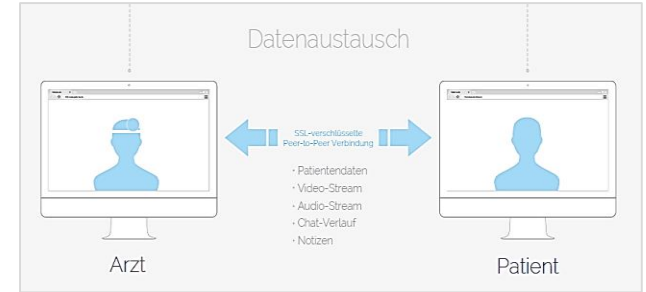 Datenaustausch
SSL-verschlüsselte
Peer-to-Peer Verbindung
· Patientendaten
· Video-Stream
· Audio-Stream
· Chat-Verlauf
· Notizen
Arzt
Patient